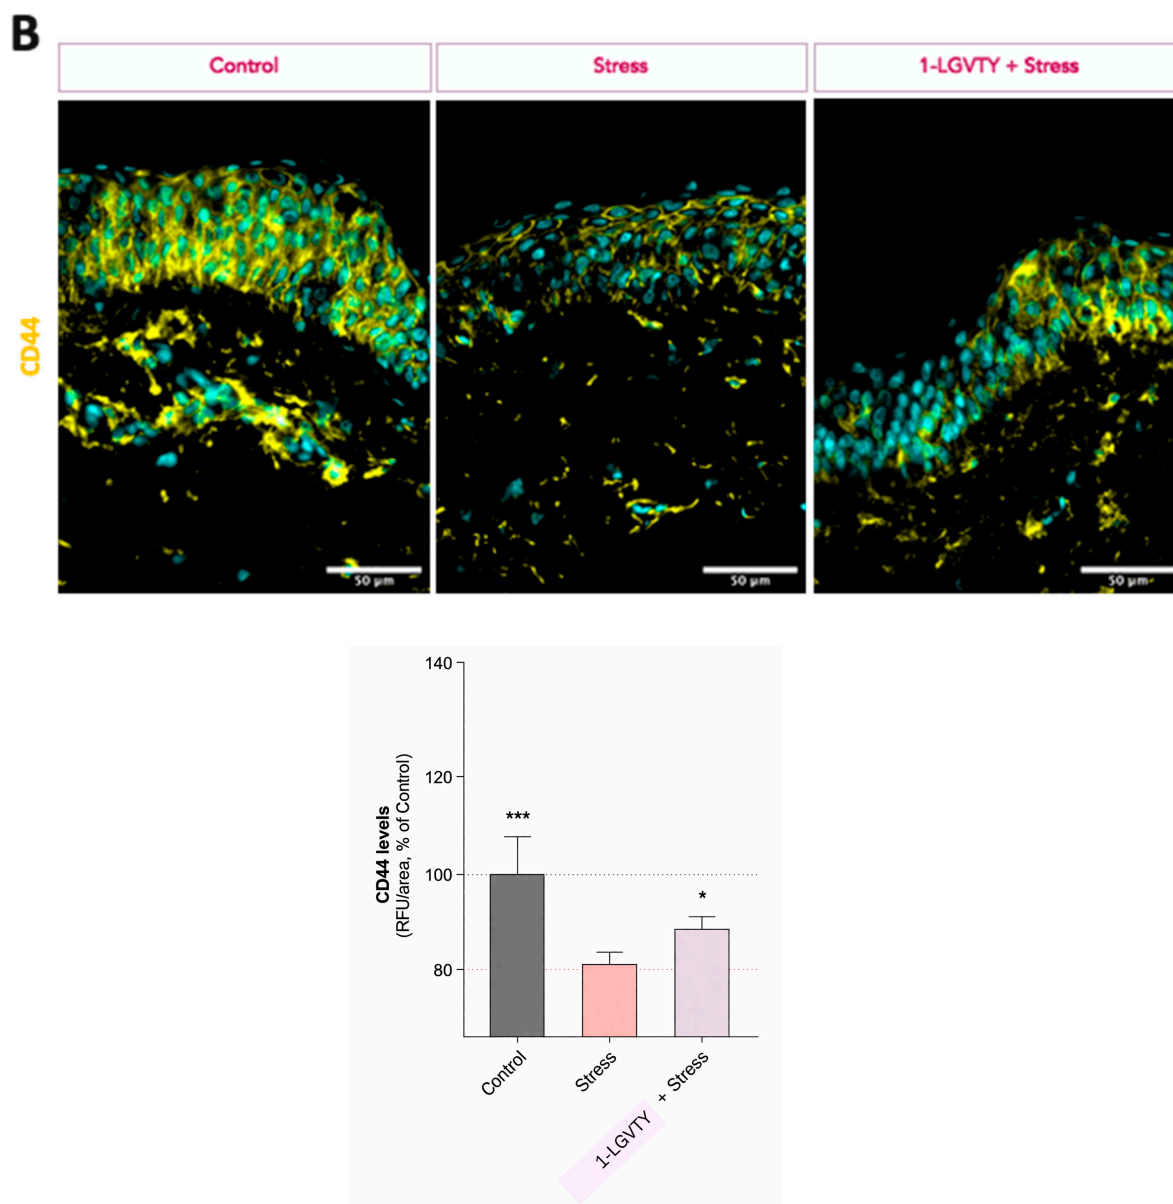 B
Control
Stress
1-LGVTY + Stress
CD44
50 µm
50 µm
50 µm
140
120
100
80
CD44 levels
(RFU/area, % of Control)
***
*
Control
Stress
1-LGVTY + Stress